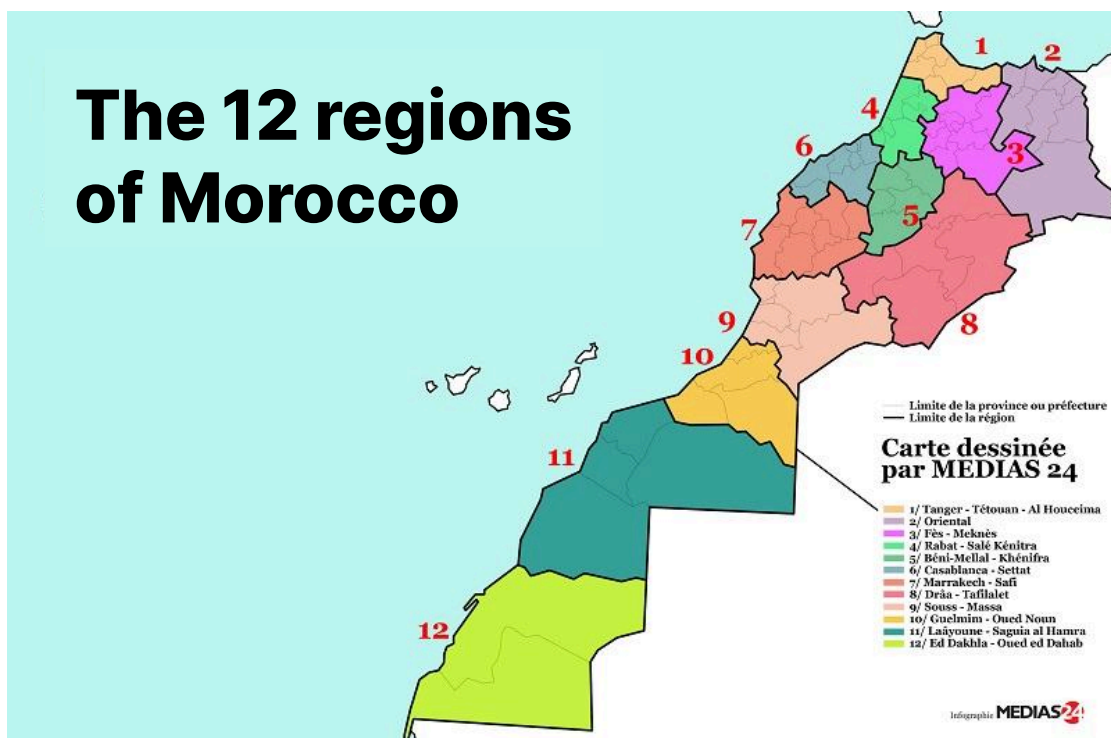 The 12 regions
of Morocco
1
2
3
4
5
6
7
8
9
10
11
12
Limite de la province ou préfecture
Limite de la région
Carte dessinée
par MEDIAS 24
1/ Tanger - Tétouan - Al Houceima
2/ Oriental
3/ Fès - Meknès
4/ Rabat - Salé Kénitra
5/ Béni-Mellal - Khénifra
6/ Casablanca - Settat
7/ Marrakech - Safi
8/ Drâa - Tafilalet
9/ Souss - Massa
10/ Guelmim - Oued Noun
11/ Laâyoune - Saguia al Hamra
12/ Ed Dakhla - Oued ed Dahab
Infographie MEDIAS24